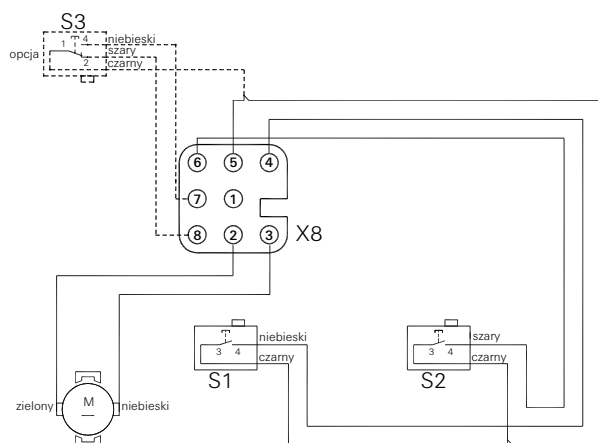 S3
opcja
1 4
niebieski
szary
2
czarny
6 5 4
7 1
8 2 3
X8
niebieski
3 4
czarny
S1
szary
3 4
czarny
S2
zielony
M
niebieski